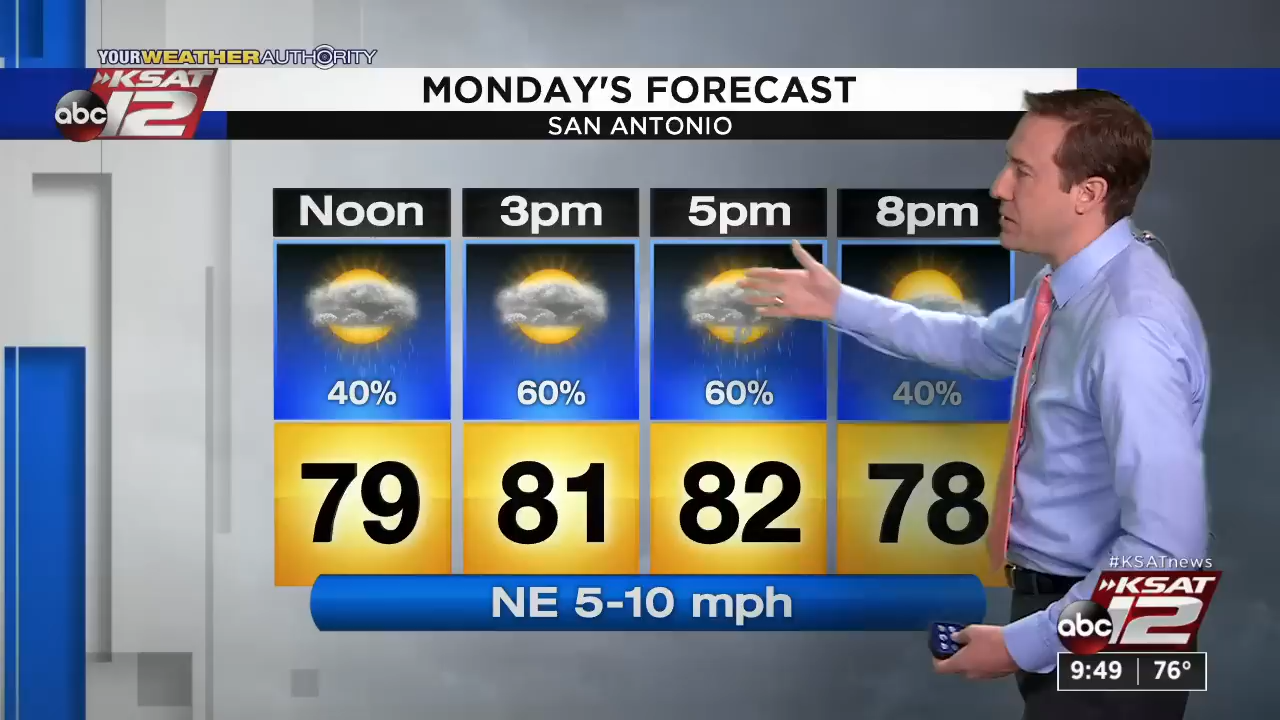 YOURWEATHERAUTHORITY
KSAT
abc 12
MONDAY'S FORECAST
SAN ANTONIO
Noon 3pm 5pm 8pm
40% 60% 60% 40%
79 81 82 78
NE 5-10 mph
#KSATnews
KSAT
abc 12
9:49 76°